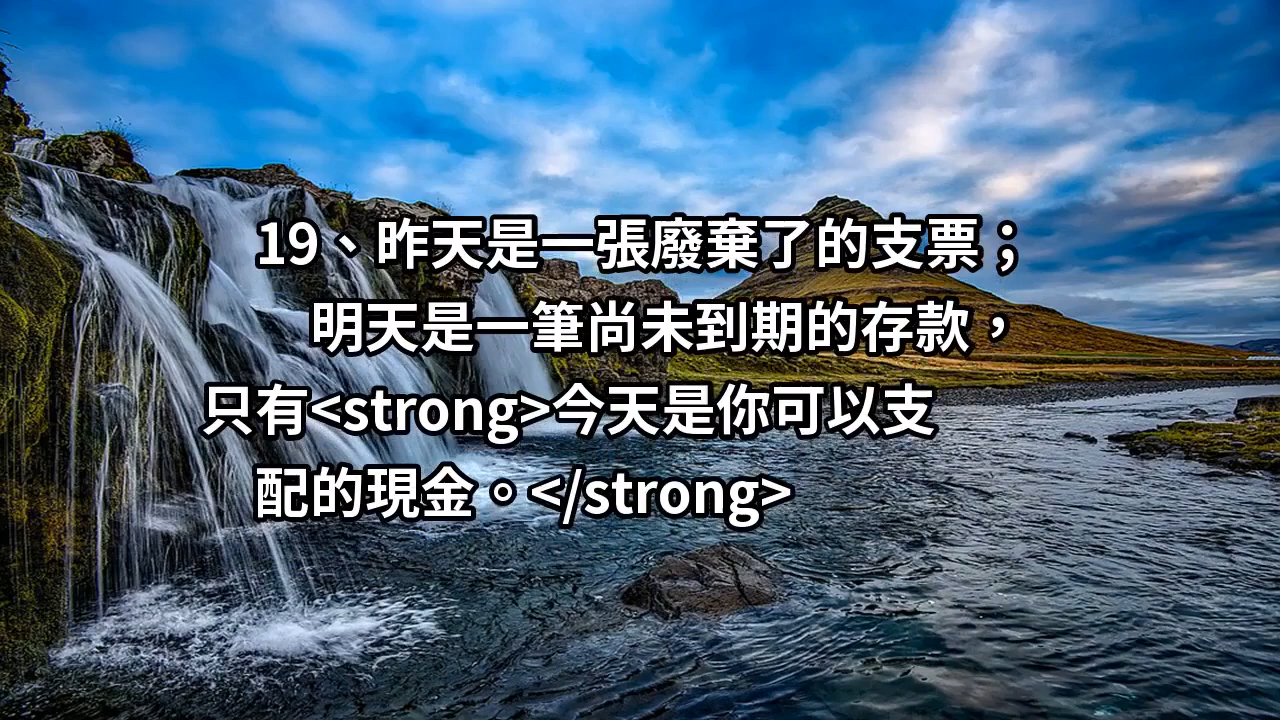 19、昨天是一張廢棄了的支票；
明天是一筆尚未到期的存款，
只有<strong>今天是你可以支
配的現金。</strong>